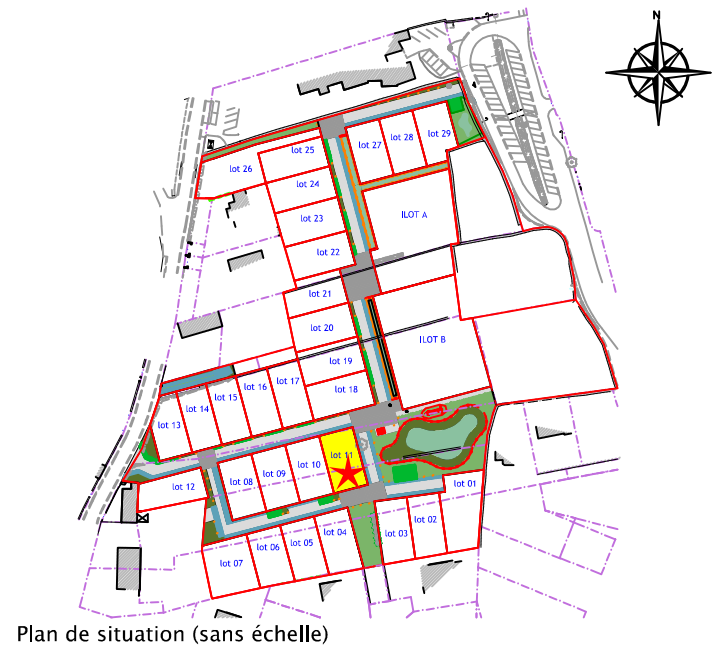 N
lot 29
lot 28
lot 27
lot 25
lot 26
lot 24
lot 23
ILOT A
lot 22
lot 21
lot 20
ILOT B
lot 19
lot 18
lot 17
lot 16
lot 15
lot 14
lot 13
lot 11
lot 10
lot 09
lot 08
lot 12
lot 01
lot 02
lot 03
lot 04
lot 05
lot 06
lot 07
Plan de situation (sans échelle)